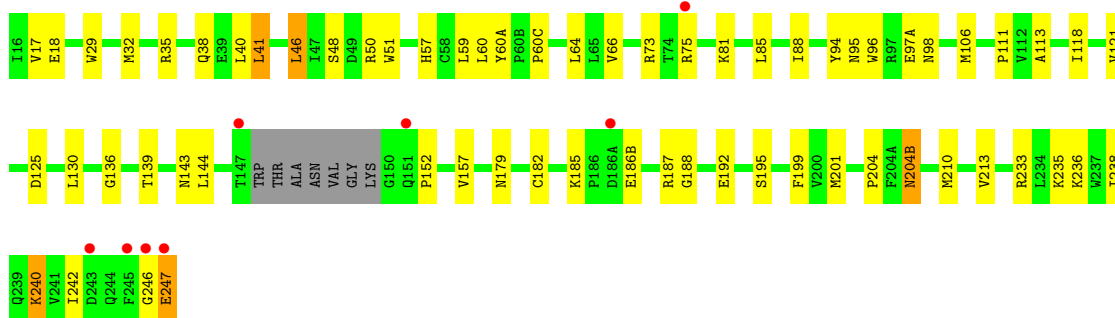 I16 V17 E18 W29 M32 R35 Q38 E39 L40 L41 L46 I47 S48 D49 R50 W51 H57 C58 L59 L60 Y60A P60B P60C L64 L65 V66 R73 T74 R75 K81 L85 I88 Y94 N95 W96 R97 E97A N98 M106 P111 V112 A113 I118
D125 L130 G136 T139 N143 L144 T147 TRP THR ALA ASN VAL GLY LYS G150 Q151 P152 V157 N179 C182 K185 P186 D186A E186B R187 G188 E192 S195 F199 V200 M201 P204 F204A N204B M210 V213 R233 L234 K235 K236 W237
Q239 K240 V241 I242 D243 Q244 F245 G246 E247